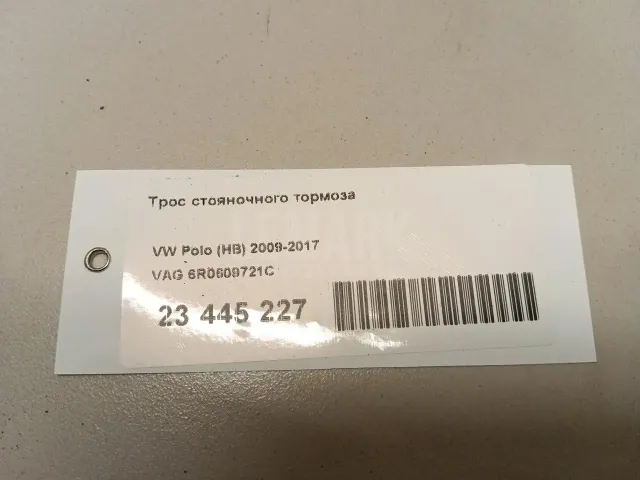 Трос стояночного тормоза
VW Polo (HB) 2009-2017
VAG 6R0609721C
23 445 227